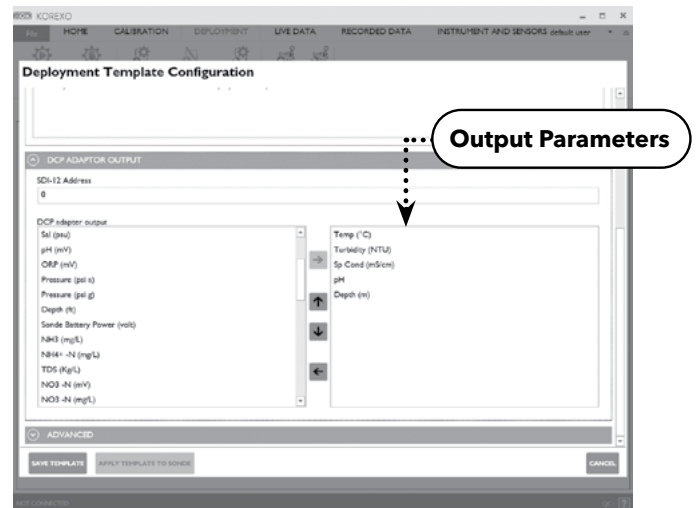 KOREXO
File HOME CALIBRATION DEPLOYMENT LIVE DATA RECORDED DATA INSTRUMENT AND SENSORS default user
Deployment Template Configuration
Output Parameters
DCP ADAPTOR OUTPUT
SDI-12 Address
0
DCP adapter output
Sal (psu)
pH (mV)
ORP (mV)
Pressure (psi a)
Pressure (psi g)
Depth (ft)
Sonde Battery Power (volt)
NH3 (mg/L)
NH4+ -N (mg/L)
TDS (Kg/L)
NO3 -N (mV)
NO3 -N (mg/L)
Temp (°C)
Turbidity (NTU)
Sp Cond (mS/cm)
pH
Depth (m)
ADVANCED
SAVE TEMPLATE APPLY TEMPLATE TO SONDE CANCEL
NOT CONNECTED